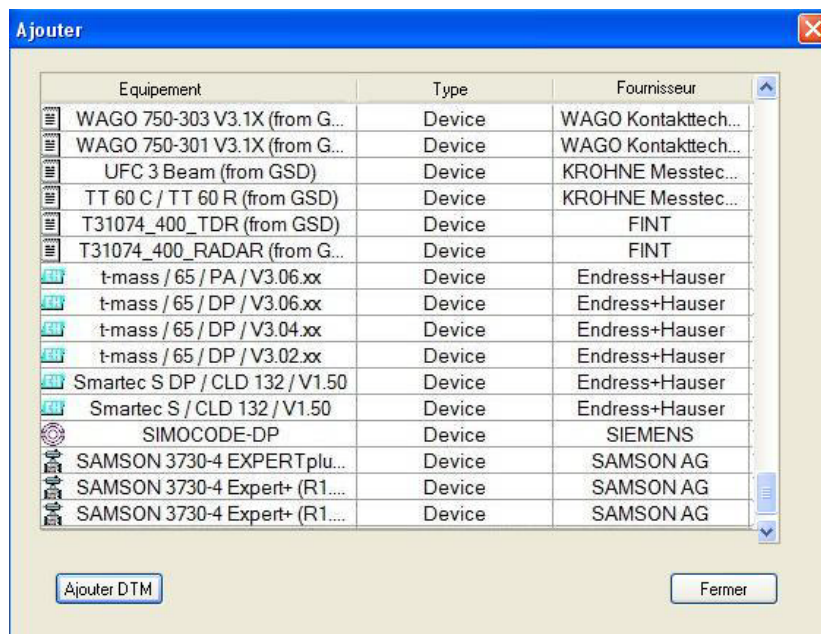 Ajouter
Equipement Type Fournisseur
WAGO 750-303 V3.1X (from G... Device WAGO Kontakttech...
WAGO 750-301 V3.1X (from G... Device WAGO Kontakttech...
UFC 3 Beam (from GSD) Device KROHNE Messtec...
TT 60 C / TT 60 R (from GSD) Device KROHNE Messtec...
T31074_400_TDR (from GSD) Device FINT
T31074_400_RADAR (from G... Device FINT
t-mass / 65 / PA / V3.06.xx Device Endress+Hauser
t-mass / 65 / DP / V3.06.xx Device Endress+Hauser
t-mass / 65 / DP / V3.04.xx Device Endress+Hauser
t-mass / 65 / DP / V3.02.xx Device Endress+Hauser
Smartec S DP / CLD 132 / V1.50 Device Endress+Hauser
Smartec S / CLD 132 / V1.50 Device Endress+Hauser
SIMOCODE-DP Device SIEMENS
SAMSON 3730-4 EXPERTplu... Device SAMSON AG
SAMSON 3730-4 Expert+ (R1.... Device SAMSON AG
SAMSON 3730-4 Expert+ (R1.... Device SAMSON AG
Ajouter DTM Fermer